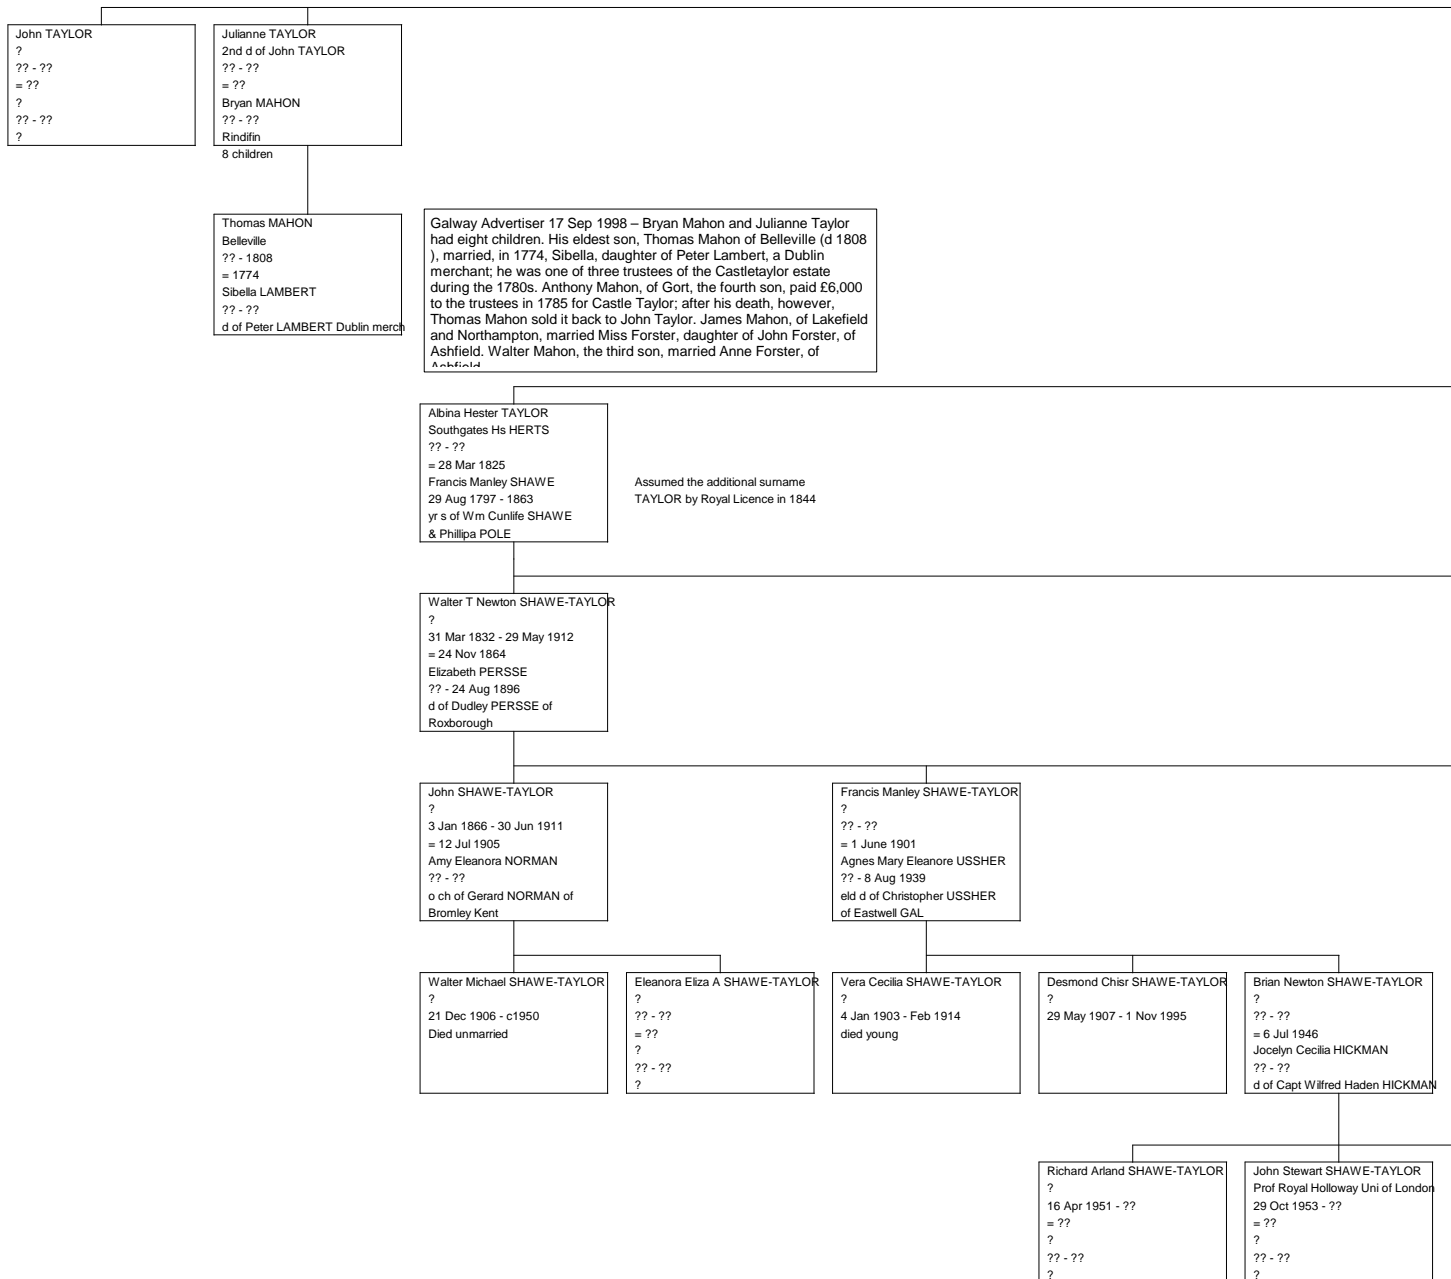 John TAYLOR
?
?? - ??
= ??
?
?? - ??
?
Julianne TAYLOR
2nd d of John TAYLOR
?? - ??
= ??
Bryan MAHON
?? - ??
Rindifin
8 children
Thomas MAHON
Belleville
?? - 1808
= 1774
Sibella LAMBERT
?? - ??
d of Peter LAMBERT Dublin merch
Galway Advertiser 17 Sep 1998 – Bryan Mahon and Julianne Taylor
had eight children. His eldest son, Thomas Mahon of Belleville (d 1808
), married, in 1774, Sibella, daughter of Peter Lambert, a Dublin
merchant; he was one of three trustees of the Castletaylor estate
during the 1780s. Anthony Mahon, of Gort, the fourth son, paid £6,000
to the trustees in 1785 for Castle Taylor; after his death, however,
Thomas Mahon sold it back to John Taylor. James Mahon, of Lakefield
and Northampton, married Miss Forster, daughter of John Forster, of
Ashfield. Walter Mahon, the third son, married Anne Forster, of
Ashfield
Albina Hester TAYLOR
Southgates Hs HERTS
?? - ??
= 28 Mar 1825
Francis Manley SHAWE
29 Aug 1797 - 1863
yr s of Wm Cunlife SHAWE
& Phillipa POLE
Assumed the additional surname
TAYLOR by Royal Licence in 1844
Walter T Newton SHAWE-TAYLOR
?
31 Mar 1832 - 29 May 1912
= 24 Nov 1864
Elizabeth PERSSE
?? - 24 Aug 1896
d of Dudley PERSSE of
Roxborough
John SHAWE-TAYLOR
?
3 Jan 1866 - 30 Jun 1911
= 12 Jul 1905
Amy Eleanora NORMAN
?? - ??
o ch of Gerard NORMAN of
Bromley Kent
Francis Manley SHAWE-TAYLOR
?
?? - ??
= 1 June 1901
Agnes Mary Eleanore USSHER
?? - 8 Aug 1939
eld d of Christopher USSHER
of Eastwell GAL
Walter Michael SHAWE-TAYLOR
?
21 Dec 1906 - c1950
Died unmarried
Eleanora Eliza A SHAWE-TAYLOR
?
?? - ??
= ??
?
?? - ??
?
Vera Cecilia SHAWE-TAYLOR
?
4 Jan 1903 - Feb 1914
died young
Desmond Chisr SHAWE-TAYLOR
?
29 May 1907 - 1 Nov 1995
Brian Newton SHAWE-TAYLOR
?
?? - ??
= 6 Jul 1946
Jocelyn Cecilia HICKMAN
?? - ??
d of Capt Wilfred Haden HICKMAN
Richard Arland SHAWE-TAYLOR
?
16 Apr 1951 - ??
= ??
?
?? - ??
?
John Stewart SHAWE-TAYLOR
Prof Royal Holloway Uni of London
29 Oct 1953 - ??
= ??
?
?? - ??
?